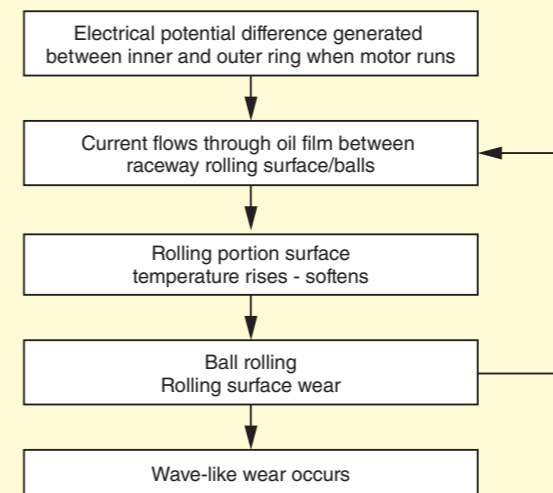 Electrical potential difference generated
between inner and outer ring when motor runs
Current flows through oil film between
raceway rolling surface/balls
Rolling portion surface
temperature rises - softens
Ball rolling
Rolling surface wear
Wave-like wear occurs